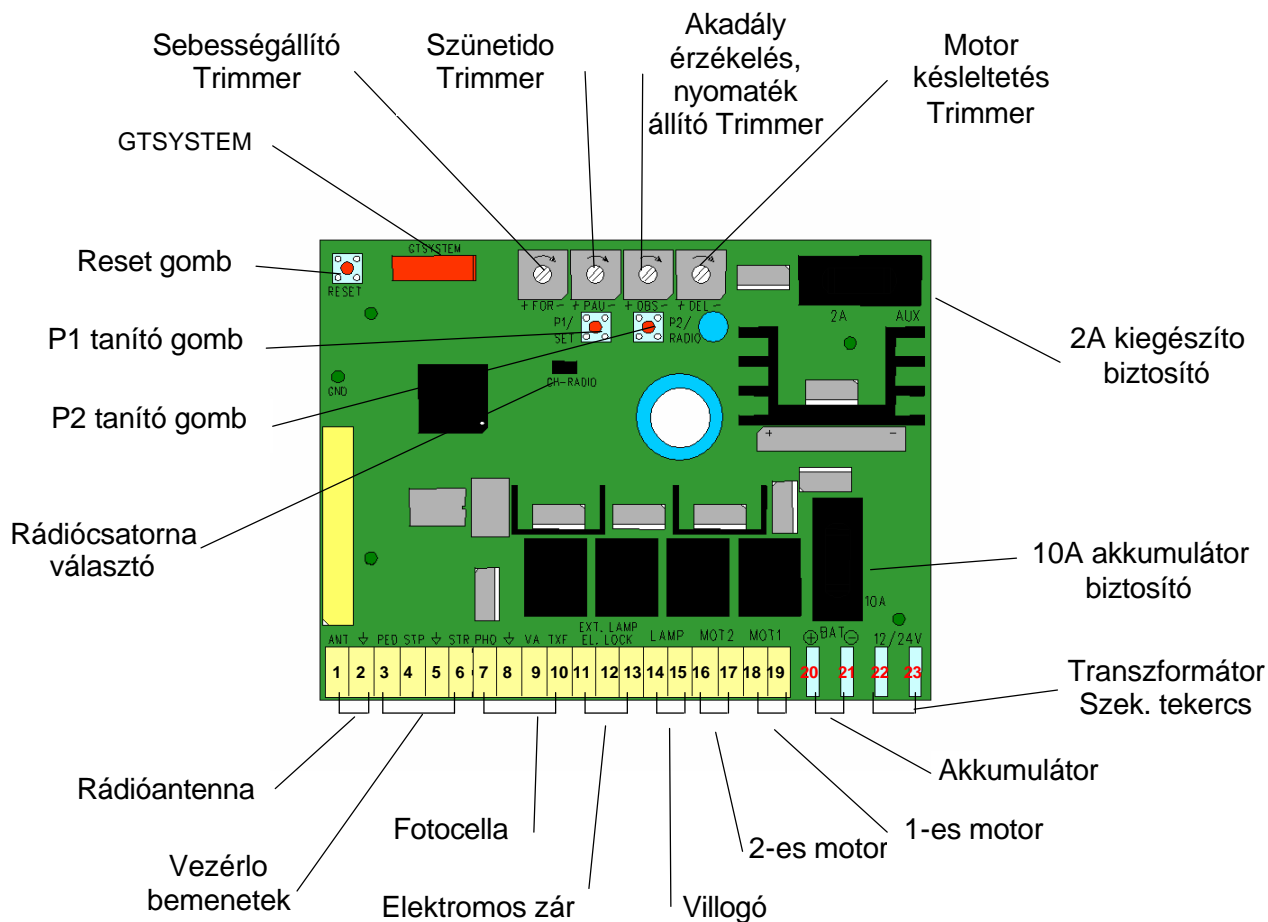 Sebességállító
Trimmer
Szünetido
Trimmer
Akadály
érzékelés,
nyomaték
állító Trimmer
Motor
késleltetés
Trimmer
GTSYSTEM
Reset gomb
P1 tanító gomb
P2 tanító gomb
Rádiócsatorna
választó
GTSYSTEM
RESET
+ FOR -
+ PAU -
+ OBS -
+ DEL -
P1/
SET
P2/
RADIO
2A
AUX
CH-RADIO
GND
+ -
10A
2A kiegészíto
biztosító
10A akkumulátor
biztosító
ANT PED STP STR PHO VA TXF EXT. LAMP
EL. LOCK
LAMP MOT2 MOT1 + BAT - 12/24V
1 2 3 4 5 6 7 8 9 10 11 12 13 14 15 16 17 18 19 20 21 22 23
Transzformátor
Szek. tekercs
Akkumulátor
1-es motor
2-es motor
Villogó
Elektromos zár
Fotocella
Vezérlo
bemenetek
Rádióantenna